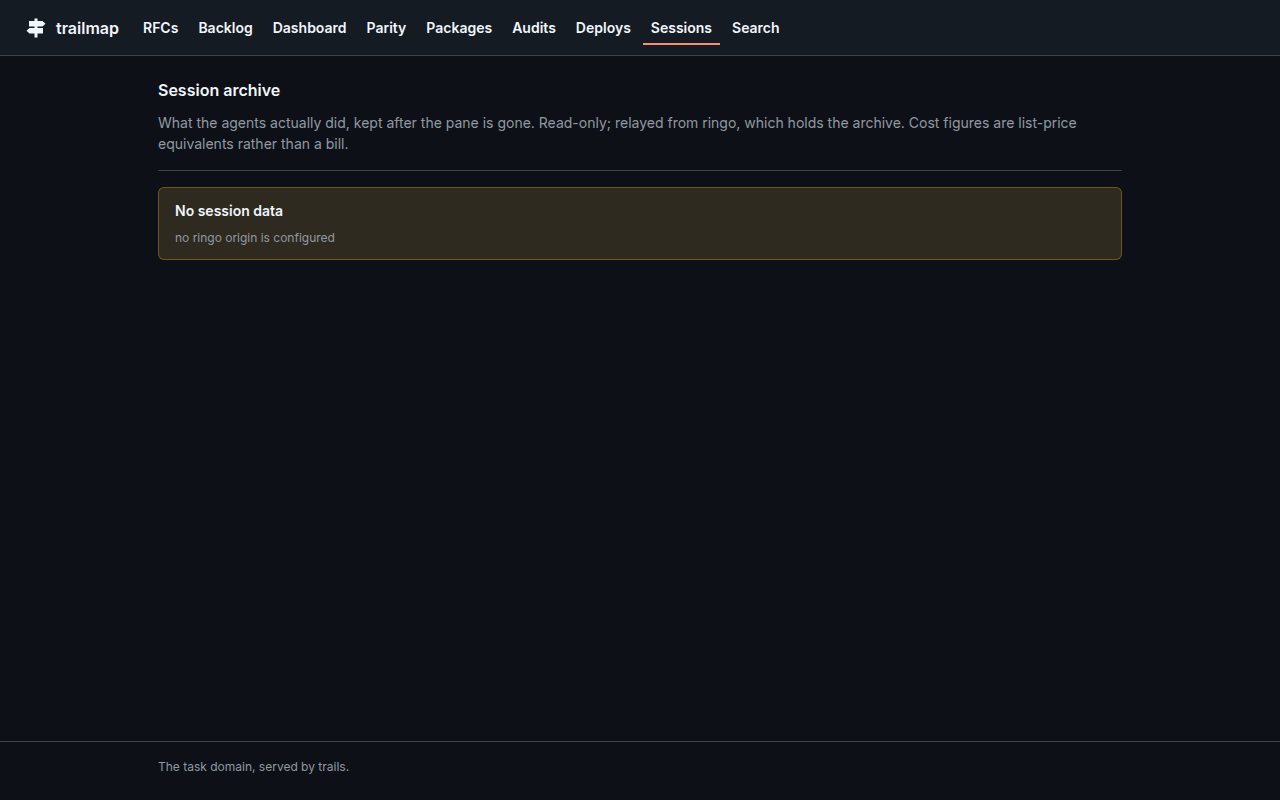 trailmap RFCs Backlog Dashboard Parity Packages Audits Deploys Sessions Search
Session archive
What the agents actually did, kept after the pane is gone. Read-only; relayed from ringo, which holds the archive. Cost figures are list-price
equivalents rather than a bill.
No session data
no ringo origin is configured
The task domain, served by trails.